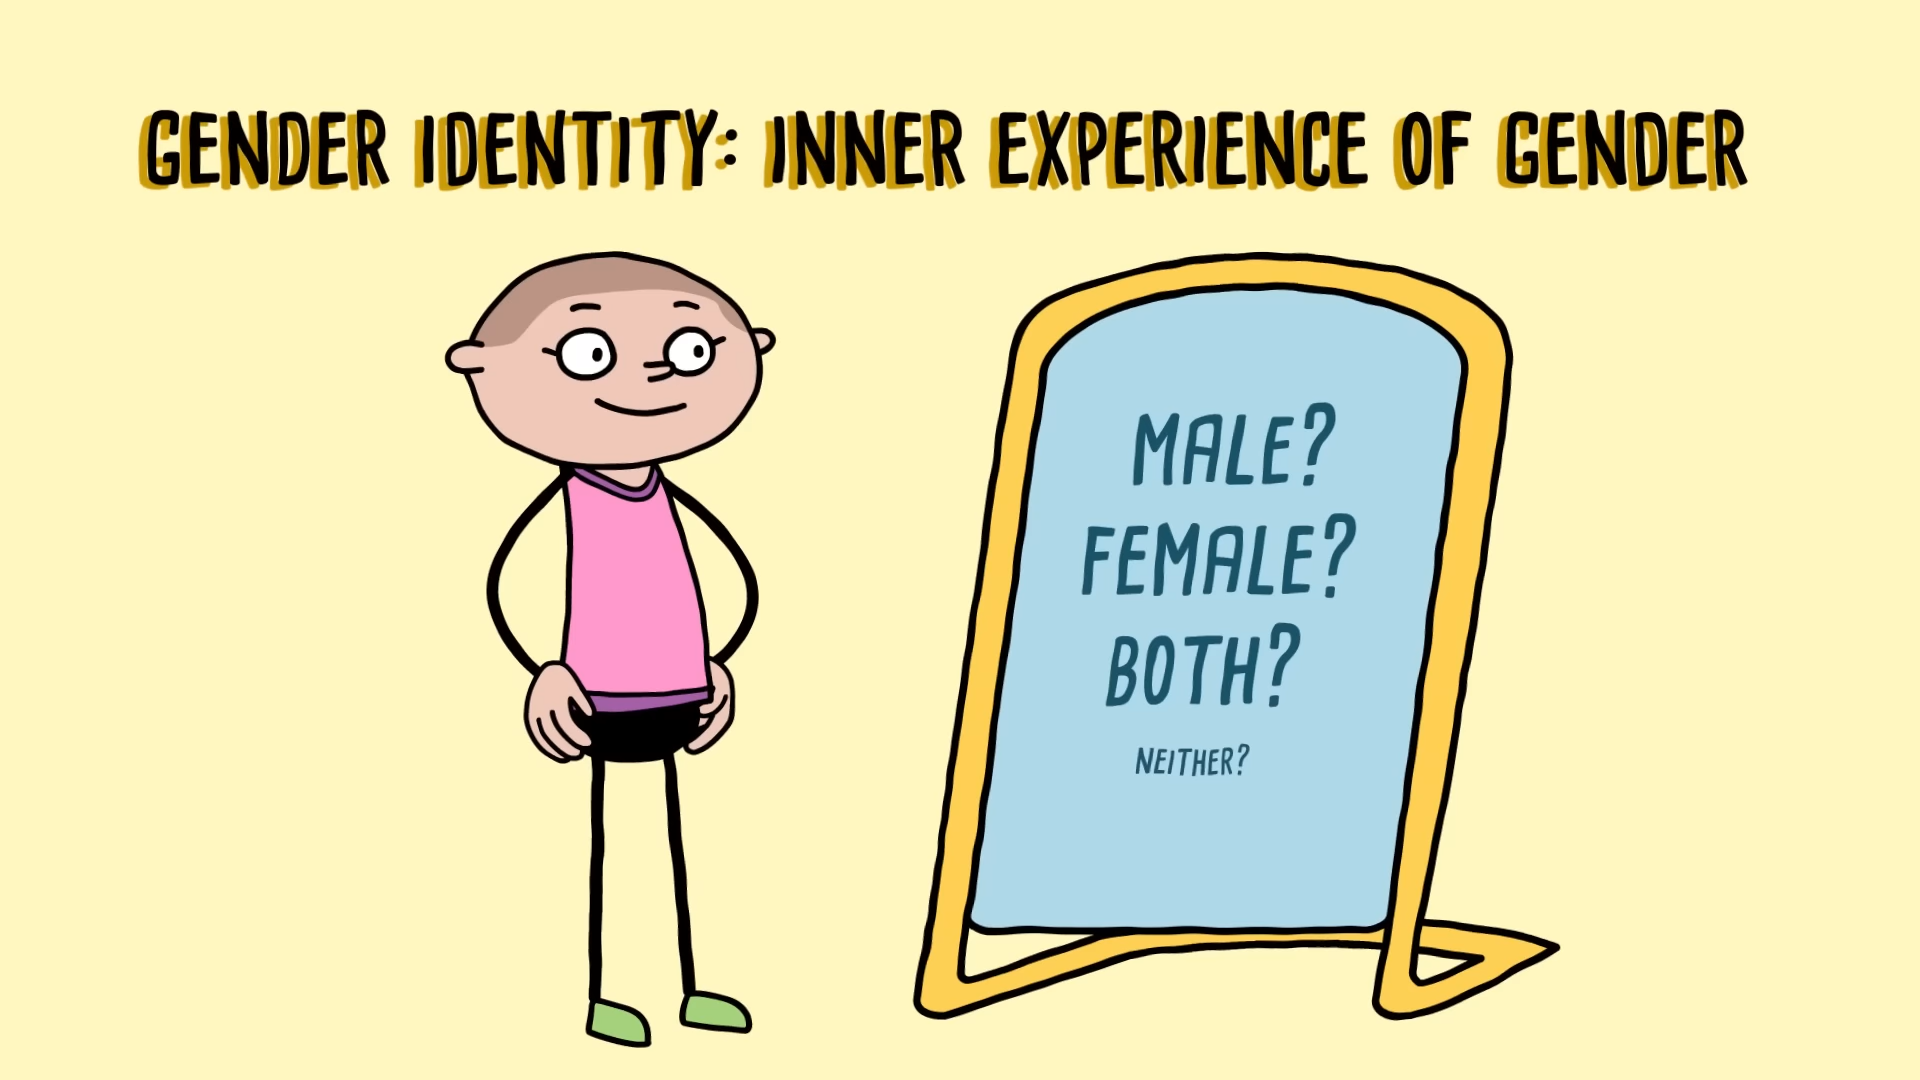 GENDER IDENTITY: INNER EXPERIENCE OF GENDER
MALE?
FEMALE?
BOTH?
NEITHER?